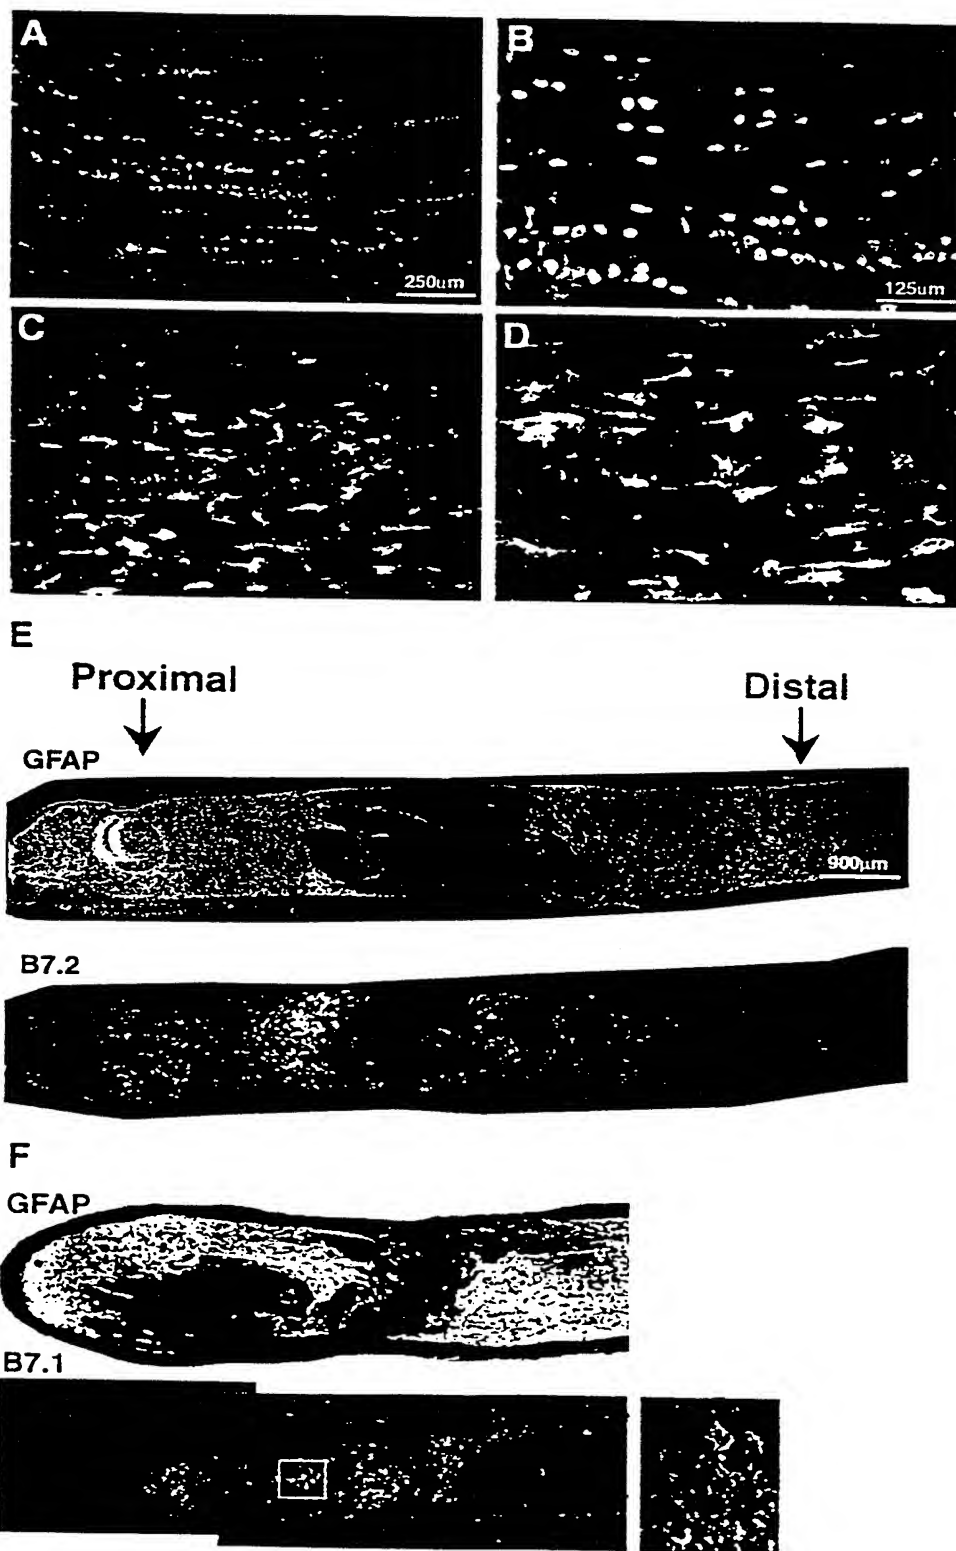 A
B
250um
125um
C
D
E
Proximal
Distal
GFAP
900µm
B7.2
F
GFAP
B7.1